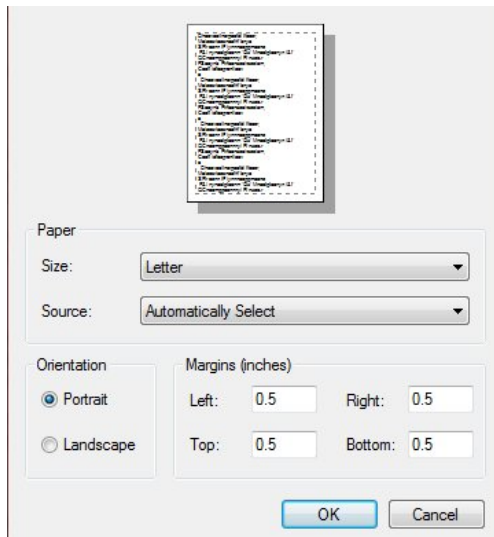 Paper
Size: Letter
Source: Automatically Select
Orientation
Portrait
Landscape
Margins (inches)
Left: 0.5 Right: 0.5
Top: 0.5 Bottom: 0.5
OK Cancel